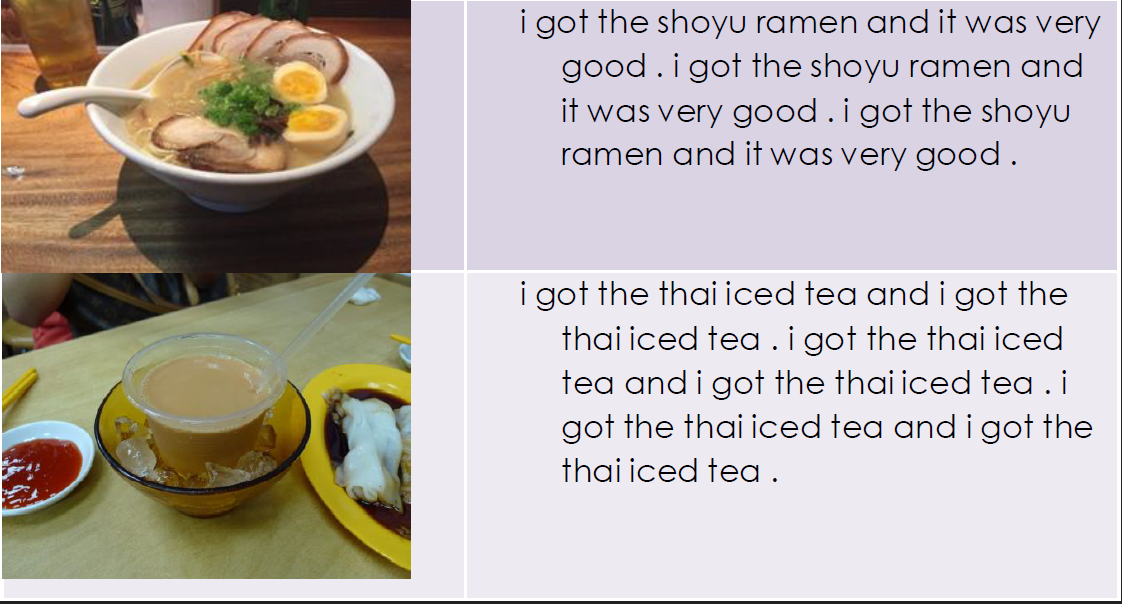 i got the shoyu ramen and it was very
good . i got the shoyu ramen and
it was very good . i got the shoyu
ramen and it was very good .
i got the thai iced tea and i got the
thai iced tea . i got the thai iced
tea and i got the thai iced tea . i
got the thai iced tea and i got the
thai iced tea .